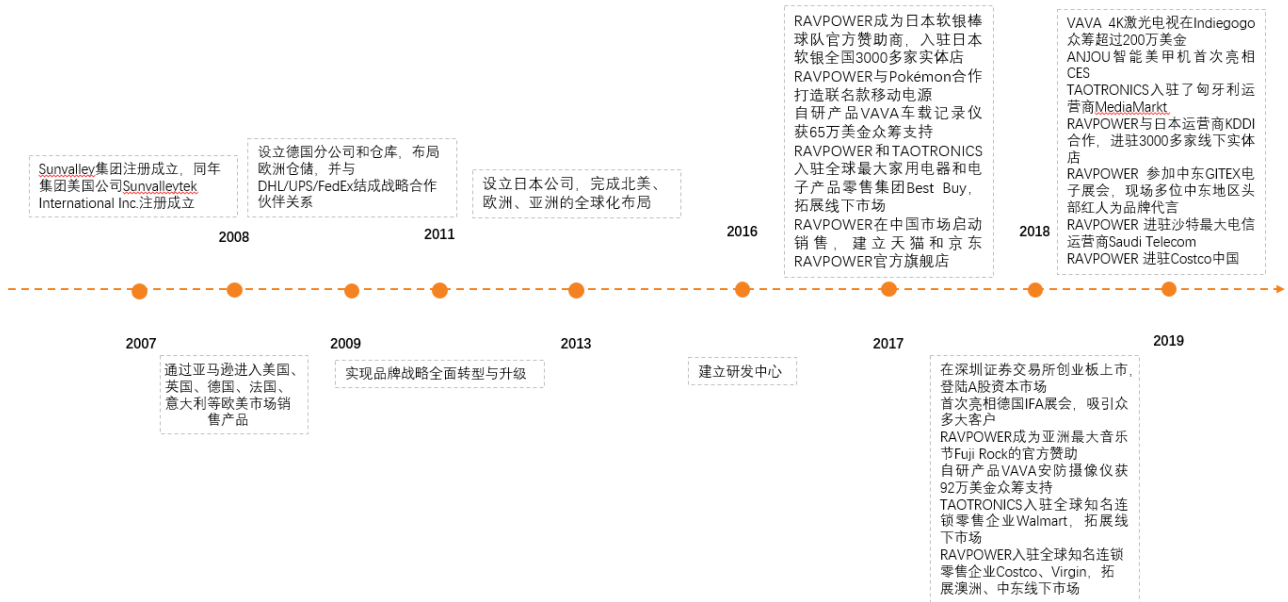 Sunvalley集团注册成立，同年
集团美国公司Sunvalleytek
International Inc.注册成立
2007
2008
通过亚马逊进入美国、
英国、德国、法国、
意大利等欧美市场销
售产品
设立德国分公司和仓库，布局
欧洲仓储，并与
DHL/UPS/FedEx结成战略合作
伙伴关系
2009
2011
实现品牌战略全面转型与升级
设立日本公司，完成北美、
欧洲、亚洲的全球化布局
2013
2016
建立研发中心
RAVPOWER成为日本软银棒
球队官方赞助商，入驻日本
软银全国3000多家实体店
RAVPOWER与Pokémon合作
打造联名款移动电源
自研产品VAVA车载记录仪
获65万美金众筹支持
RAVPOWER和TAOTRONICS
入驻全球最大家用电器和电
子产品零售集团Best Buy，
拓展线下市场
RAVPOWER在中国市场启动
销售，建立天猫和京东
RAVPOWER官方旗舰店
2017
2018
在深圳证券交易所创业板上市，
登陆A股资本市场
首次亮相德国IFA展会，吸引众
多大客户
RAVPOWER成为亚洲最大音乐
节Fuji Rock的官方赞助
自研产品VAVA安防摄像仪获
92万美金众筹支持
TAOTRONICS入驻全球知名连
锁零售企业Walmart，拓展线
下市场
RAVPOWER入驻全球知名连锁
零售企业Costco、Virgin，拓
展澳洲、中东线下市场
VAVA 4K激光电视在Indiegogo
众筹超过200万美金
ANJOU智能美甲机首次亮相
CES
TAOTRONICS入驻了匈牙利运
营商MediaMarkt
RAVPOWER与日本运营商KDDI
合作，进驻3000多家线下实体
店
RAVPOWER 参加中东GITEX电
子展会，现场多位中东地区头
部红人为品牌代言
RAVPOWER 进驻沙特最大电信
运营商Saudi Telecom
RAVPOWER 进驻Costco中国
2019